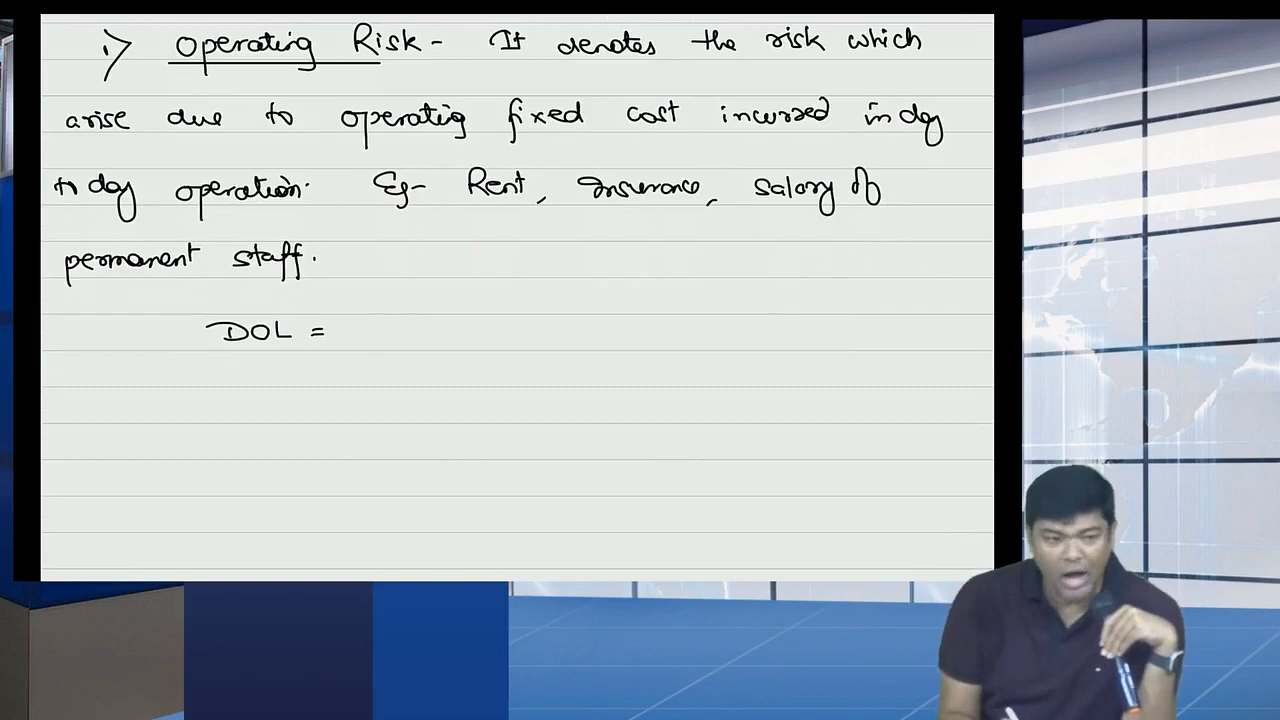 i> Operating Risk - It denotes the risk which
arise due to operating fixed cost incurred in day
to day operation. Eg- Rent, Insurance, salary of
permanent staff.
DOL =